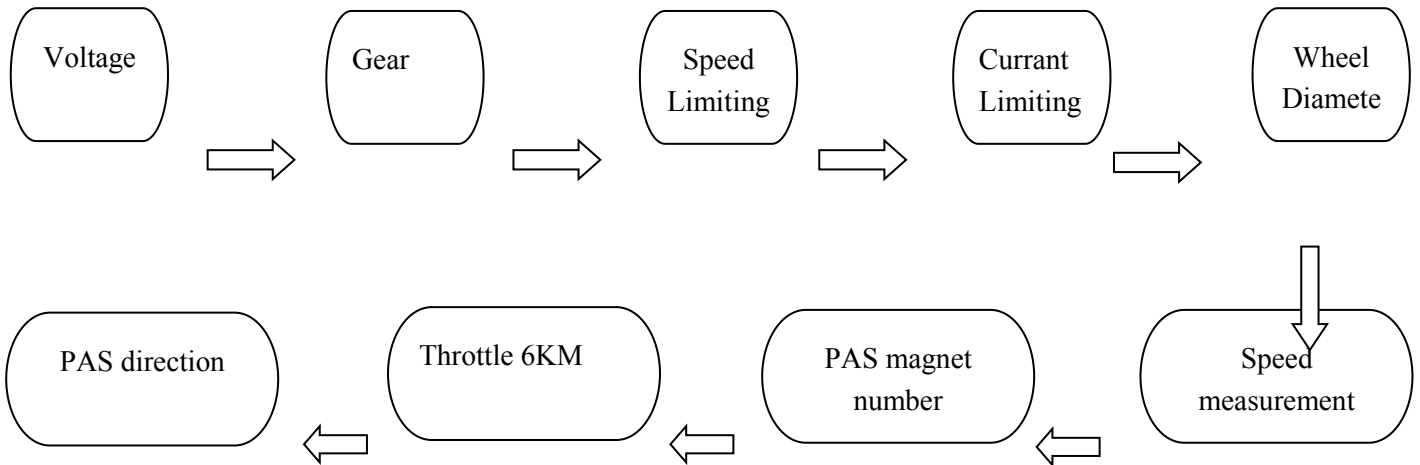 Voltage
Gear
Speed
Limiting
Currant
Limiting
Wheel
Diamete
PAS direction
Throttle 6KM
PAS magnet
number
Speed
measurement